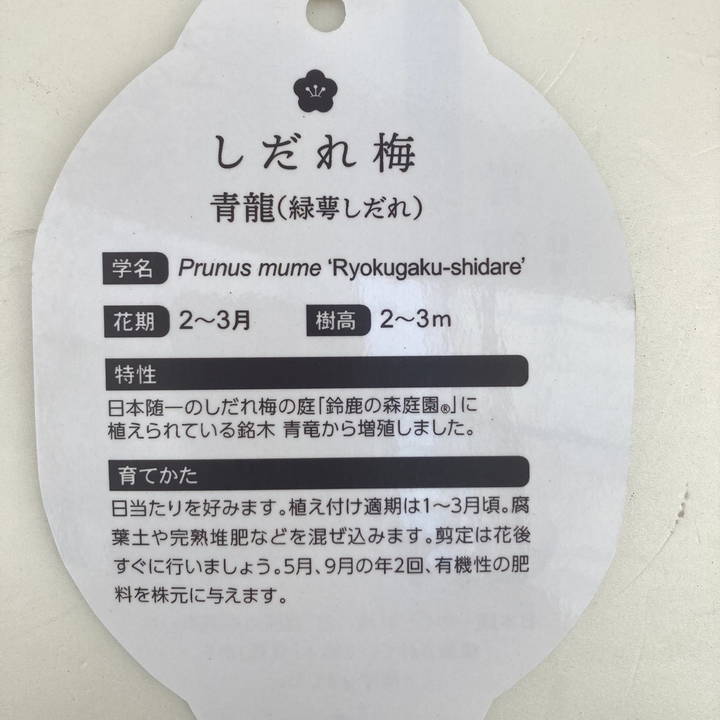 しだれ梅
青龍(緑萼しだれ)
学名 Prunus mume ‘Ryokugaku-shidare’
花期 2〜3月 樹高 2〜3m
特性
日本随一のしだれ梅の庭「鈴鹿の森庭園®」に
植えられている銘木 青竜から増殖しました。
育てかた
日当たりを好みます。植え付け適期は1〜3月頃。腐
葉土や完熟堆肥などを混ぜ込みます。剪定は花後
すぐに行いましょう。5月、9月の年2回、有機性の肥
料を株元に与えます。